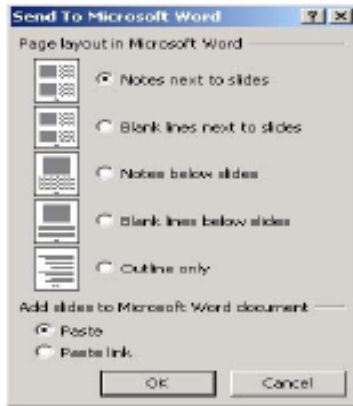 Send To Microsoft Word
Page layout in Microsoft Word
Notes next to slides
Blank lines next to slides
Notes below slides
Blank lines below slides
Outline only
Add slides to Microsoft Word document
Paste
Paste link
OK
Cancel